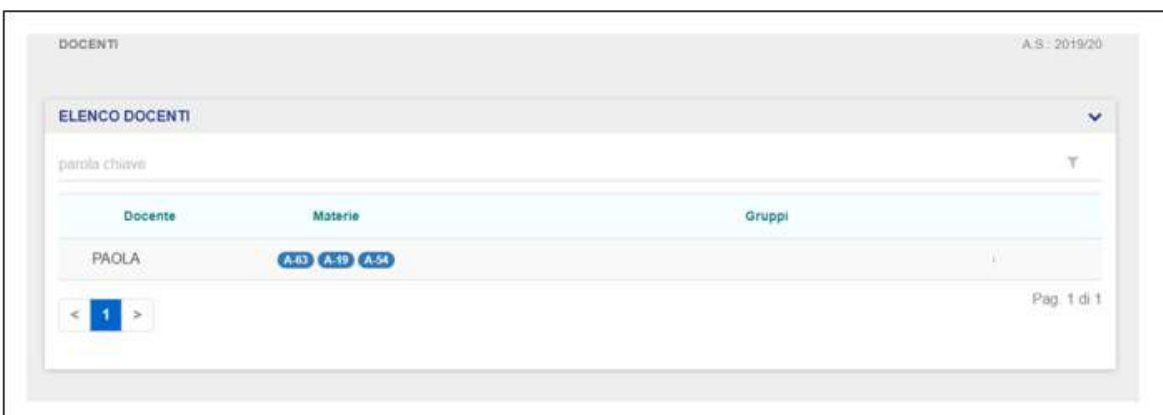 DOCENTI A.S.: 2019/20
ELENCO DOCENTI
parola chiave
Docente Materie Gruppi
PAOLA A-63 A-19 A-54
< 1 > Pag. 1 di 1